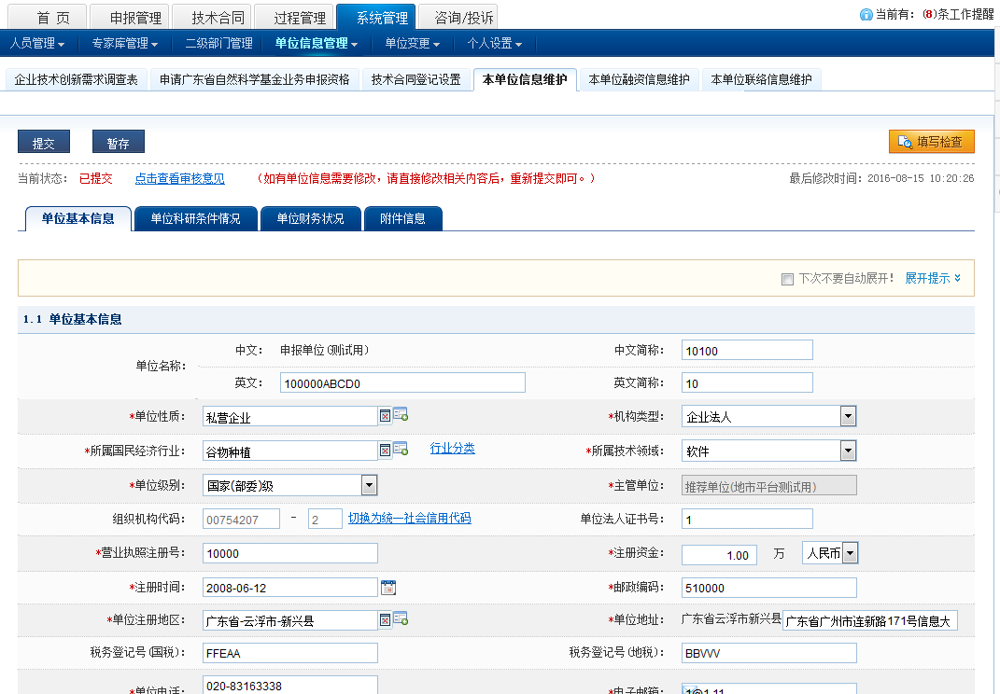 首 页 申报管理 技术合同 过程管理 系统管理 咨询/投诉 当前有：(8)条工作提醒
人员管理 专家库管理 二级部门管理 单位信息管理 单位变更 个人设置
企业技术创新需求调查表 申请广东省自然科学基金业务申报资格 技术合同登记设置 本单位信息维护 本单位融资信息维护 本单位联络信息维护
提交 暂存 填写检查
当前状态： 已提交 点击查看审核意见 （如有单位信息需要修改，请直接修改相关内容后，重新提交即可。） 最后修改时间：2016-08-15 10:20:26
单位基本信息 单位科研条件情况 单位财务状况 附件信息
下次不要自动展开！ 展开提示
1.1 单位基本信息
单位名称： 中文： 申报单位(测试用) 中文简称： 10100
英文： 100000ABCD0 英文简称： 10
*单位性质： 私营企业 *机构类型： 企业法人
*所属国民经济行业： 谷物种植 行业分类 *所属技术领域： 软件
*单位级别： 国家(部委)级 *主管单位： 推荐单位(地市平台测试用)
组织机构代码： 00754207 - 2 切换为统一社会信用代码 单位法人证书号： 1
*营业执照注册号： 10000 *注册资金： 1.00 万 人民币
*注册时间： 2008-06-12 *邮政编码： 510000
*单位注册地区： 广东省-云浮市-新兴县 *单位地址： 广东省云浮市新兴县 广东省广州市连新路171号信息大
税务登记号(国税)： FFEAA 税务登记号(地税)： BBVVV
*单位电话： 020-83163338 *电子邮箱： 1@1.11